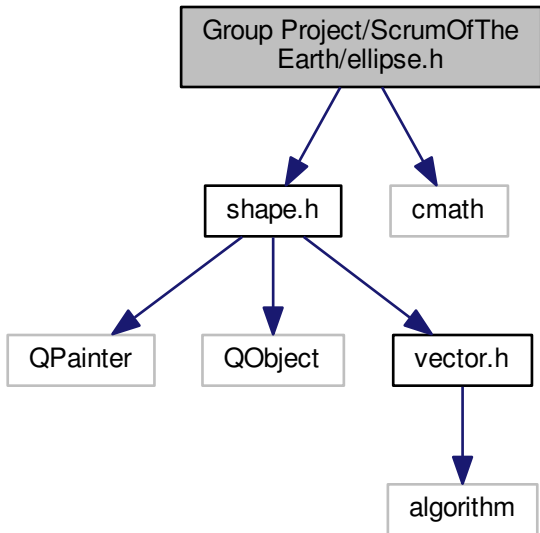 Group Project/ScrumOfThe
Earth/ellipse.h
shape.h
cmath
QPainter
QObject
vector.h
algorithm